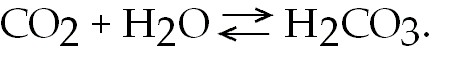 CO₂ + H₂O ⇌ H₂CO₃.